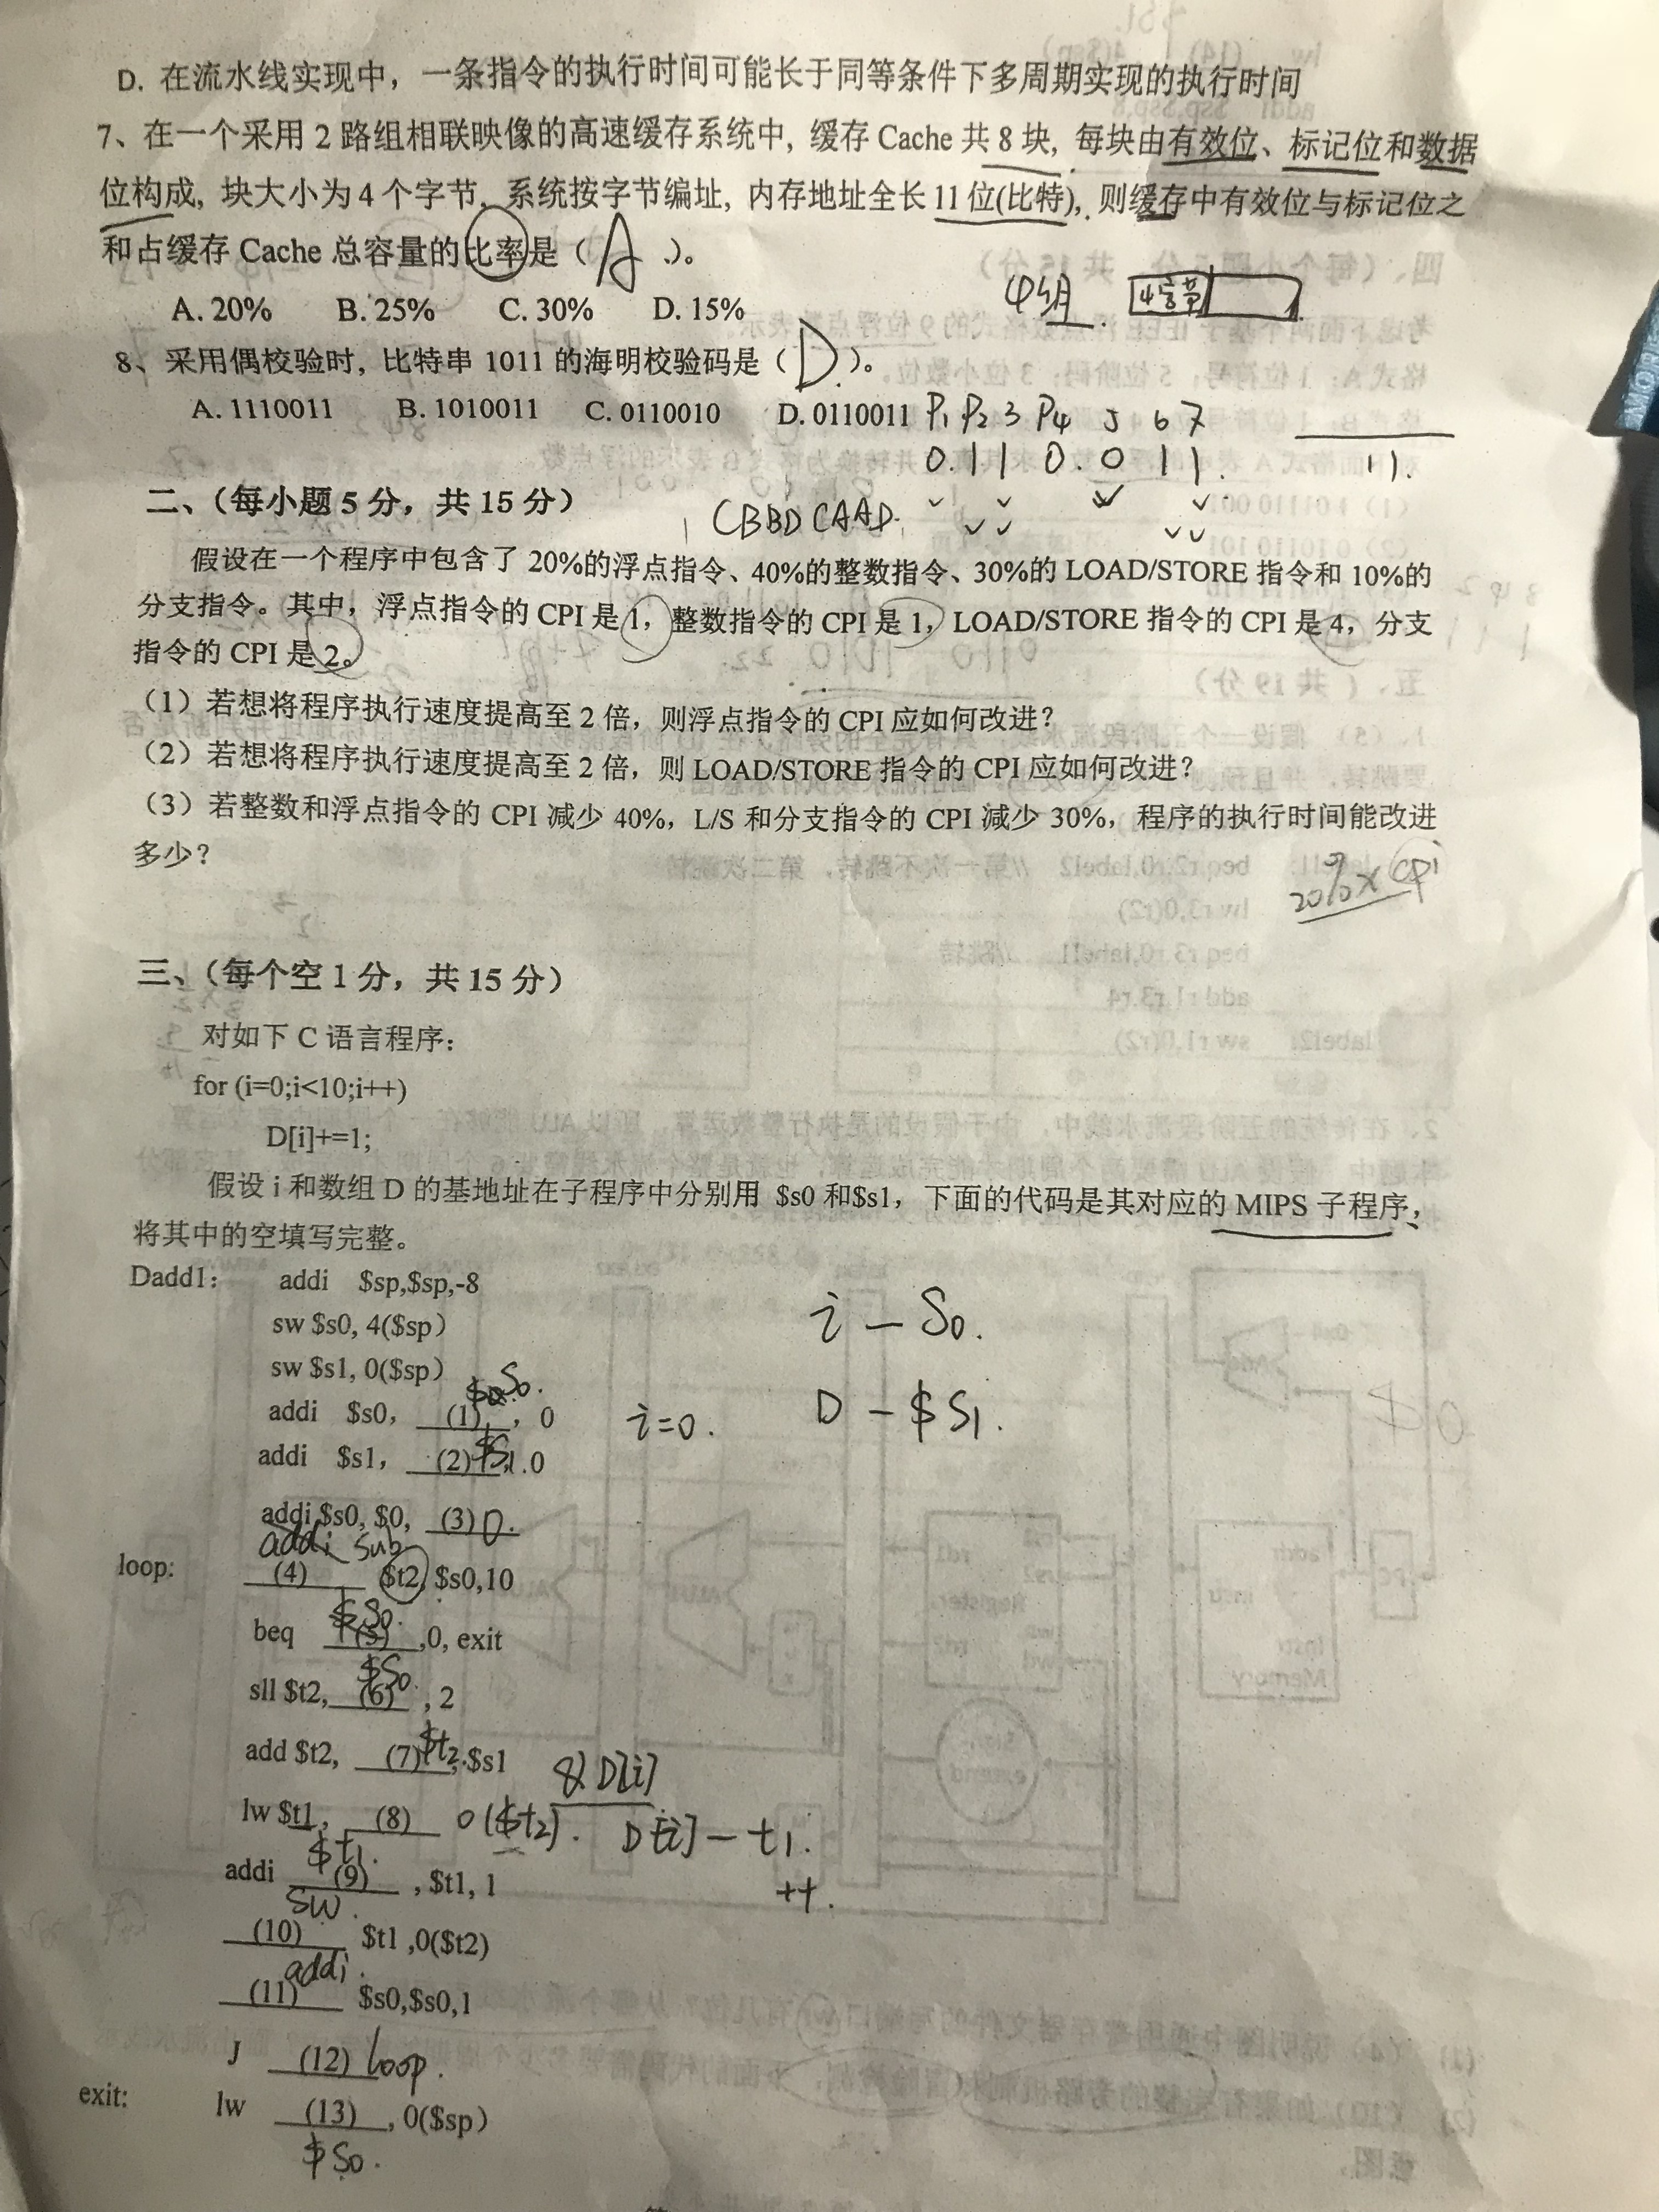 D. 在流水线实现中，一条指令的执行时间可能长于同等条件下多周期实现的执行时间
7、在一个采用 2 路组相联映像的高速缓存系统中, 缓存 Cache 共 8 块, 每块由有效位、标记位和数据
位构成, 块大小为 4 个字节, 系统按字节编址, 内存地址全长 11 位(比特), 则缓存中有效位与标记位之
和占缓存 Cache 总容量的比率是（ A ）。
A. 20% B. 25% C. 30% D. 15%
4组. 4字节
8、采用偶校验时, 比特串 1011 的海明校验码是（ D ）。
A. 1110011 B. 1010011 C. 0110010 D. 0110011
P1 P2 3 P4 5 6 7
0.1 1 0.0 1 1. 11.
二、（每小题 5 分，共 15 分） CBBDCAAD.
假设在一个程序中包含了 20%的浮点指令、40%的整数指令、30%的 LOAD/STORE 指令和 10%的
分支指令。其中，浮点指令的 CPI 是 1，整数指令的 CPI 是 1，LOAD/STORE 指令的 CPI 是 4，分支
指令的 CPI 是 2。
（1）若想将程序执行速度提高至 2 倍，则浮点指令的 CPI 应如何改进？
（2）若想将程序执行速度提高至 2 倍，则 LOAD/STORE 指令的 CPI 应如何改进？
（3）若整数和浮点指令的 CPI 减少 40%，L/S 和分支指令的 CPI 减少 30%，程序的执行时间能改进
多少？
20% × CPi
三、（每个空 1 分，共 15 分）
对如下 C 语言程序：
for (i=0;i<10;i++)
D[i]+=1;
假设 i 和数组 D 的基地址在子程序中分别用 $s0 和$s1，下面的代码是其对应的 MIPS 子程序，
将其中的空填写完整。
Dadd1： addi $sp,$sp,-8
sw $s0, 4($sp） i — S0.
sw $s1, 0($sp）
S0.
addi $s0， (1) ，0 i=0. D — $S1.
addi $s1， (2) $S1.0
addi $s0, $0, (3) 0.
addi sub
loop: (4) $t2, $s0,10
$S0.
beq (5) ,0, exit
$S0
sll $t2, (6) , 2
add $t2, (7) $t2, $s1
&D[i]
lw $t1, (8) 0($t2). D[i] — t1.
++.
$t1.
addi (9) , $t1, 1
SW.
(10) $t1 ,0($t2)
addi.
(11) $s0,$s0,1
J (12) loop.
exit: lw (13) , 0($sp）
$S0.